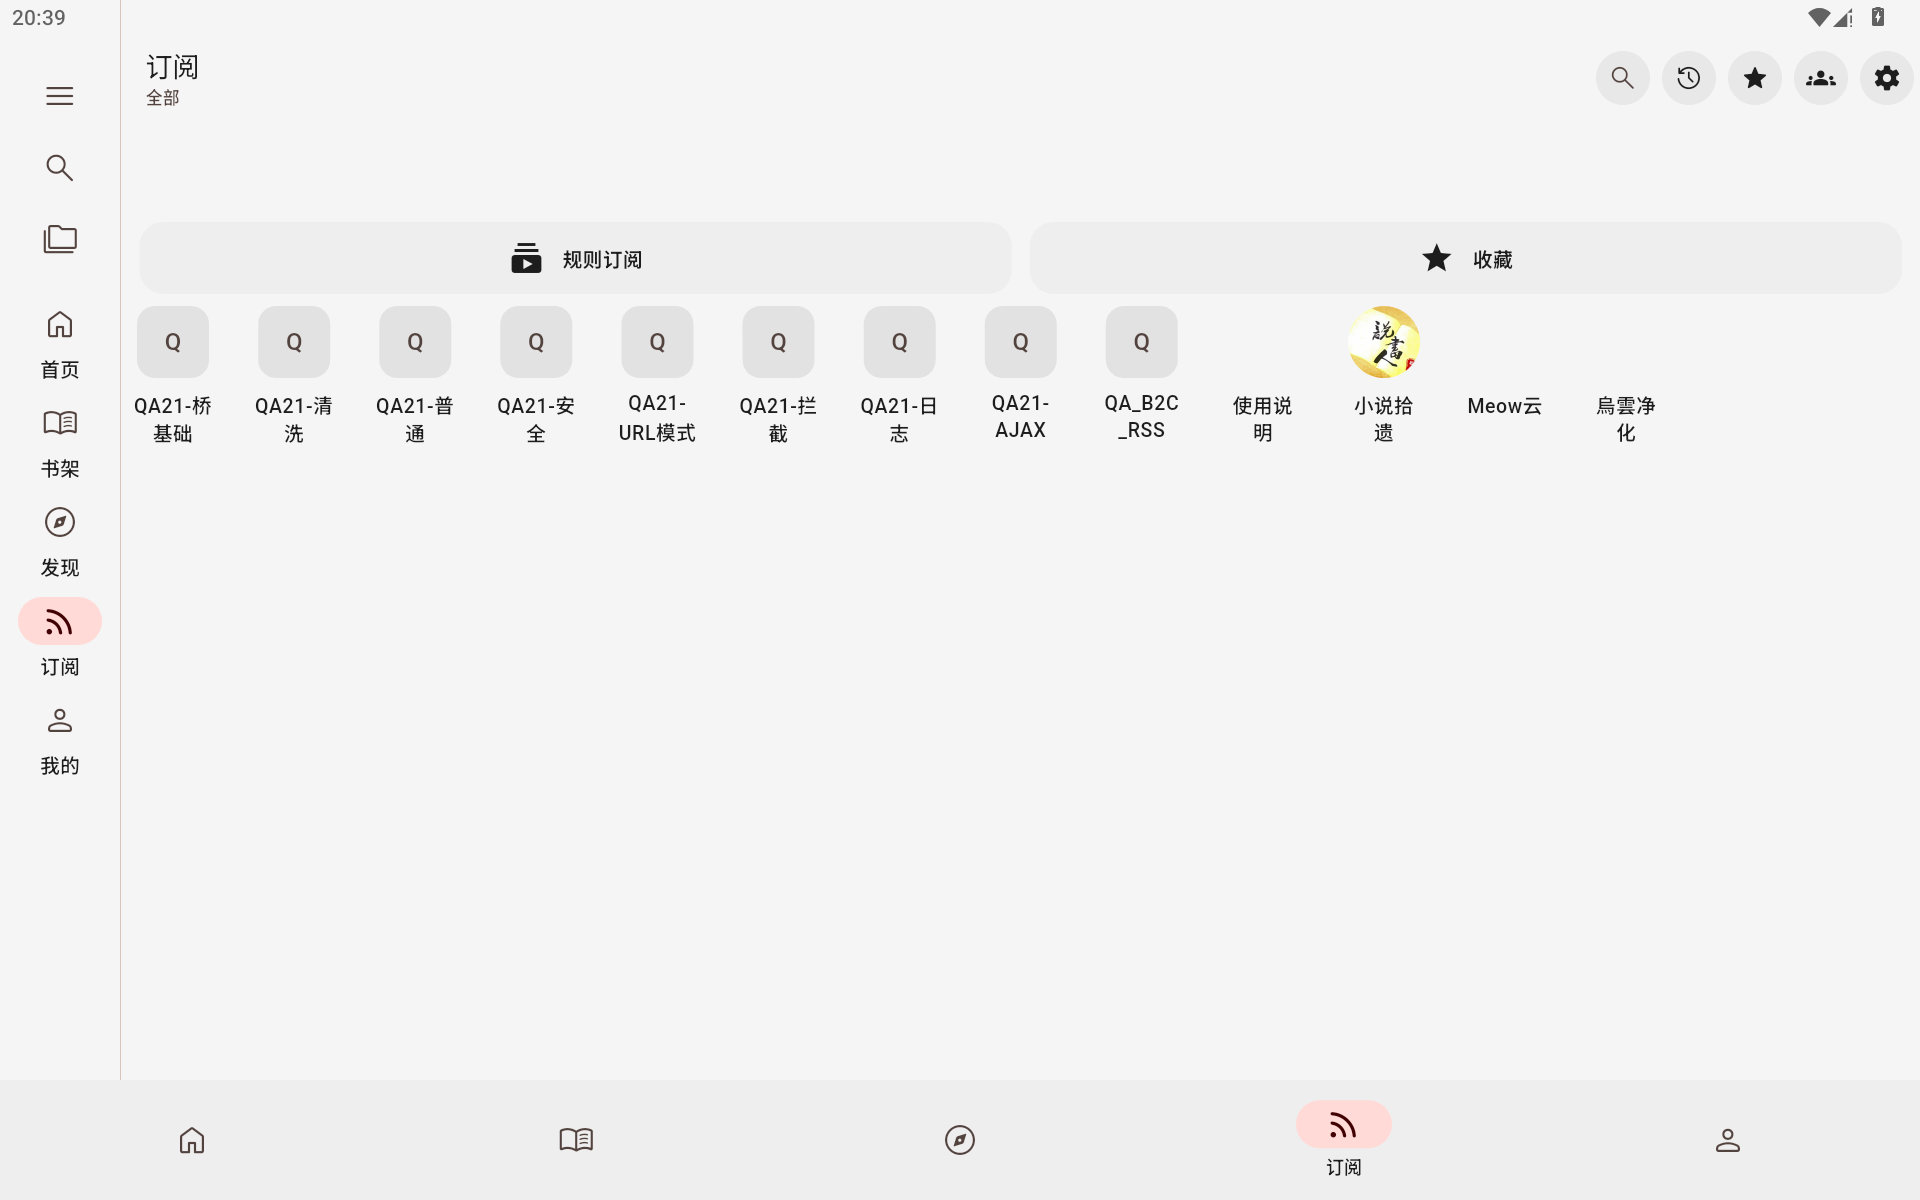 20:39
订阅
全部
规则订阅
收藏
Q
Q
Q
Q
Q
Q
Q
Q
Q
説書人
QA21-桥
基础
QA21-清
洗
QA21-普
通
QA21-安
全
QA21-
URL模式
QA21-拦
截
QA21-日
志
QA21-
AJAX
QA_B2C
_RSS
使用说
明
小说拾
遗
Meow云
烏雲净
化
首页
书架
发现
订阅
我的
订阅